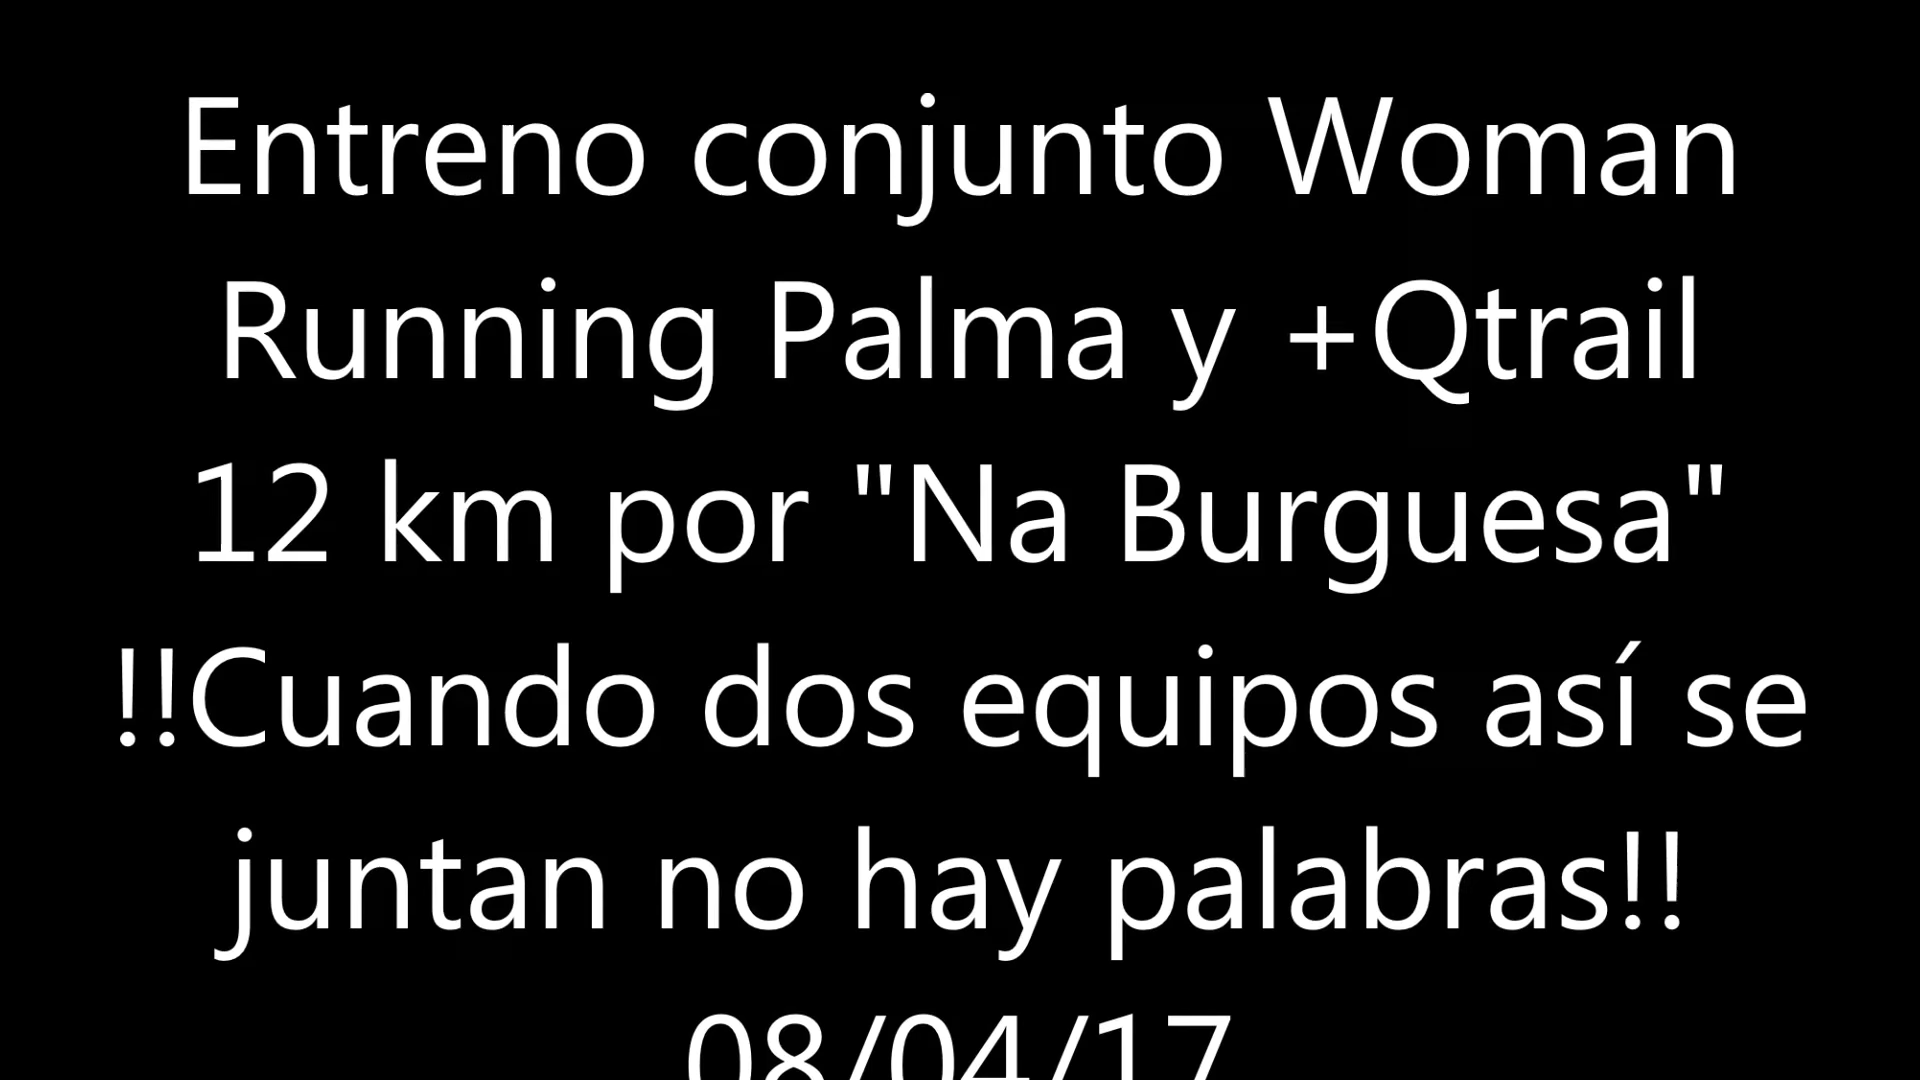 Entreno conjunto Woman
Running Palma y +Qtrail
12 km por "Na Burguesa"
!!Cuando dos equipos así se
juntan no hay palabras!!
08/04/17